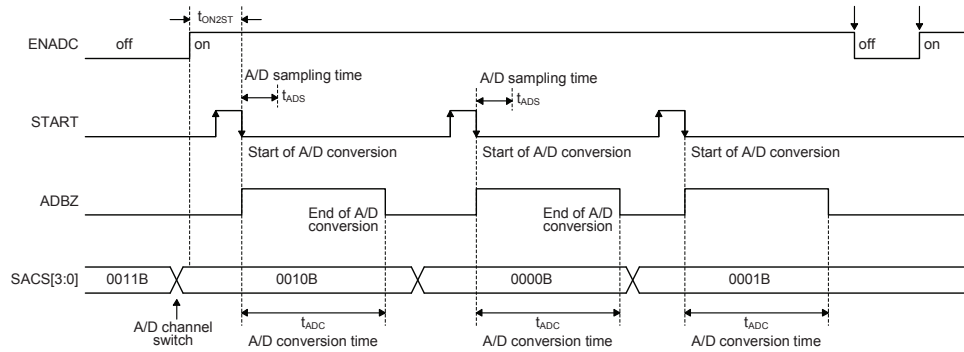 tON2ST
ENADC off on off on
A/D sampling time A/D sampling time
tADS tADS
START
Start of A/D conversion Start of A/D conversion Start of A/D conversion
ADBZ
End of A/D conversion End of A/D conversion
SACS[3:0] 0011B 0010B 0000B 0001B
A/D channel switch
tADC tADC tADC
A/D conversion time A/D conversion time A/D conversion time